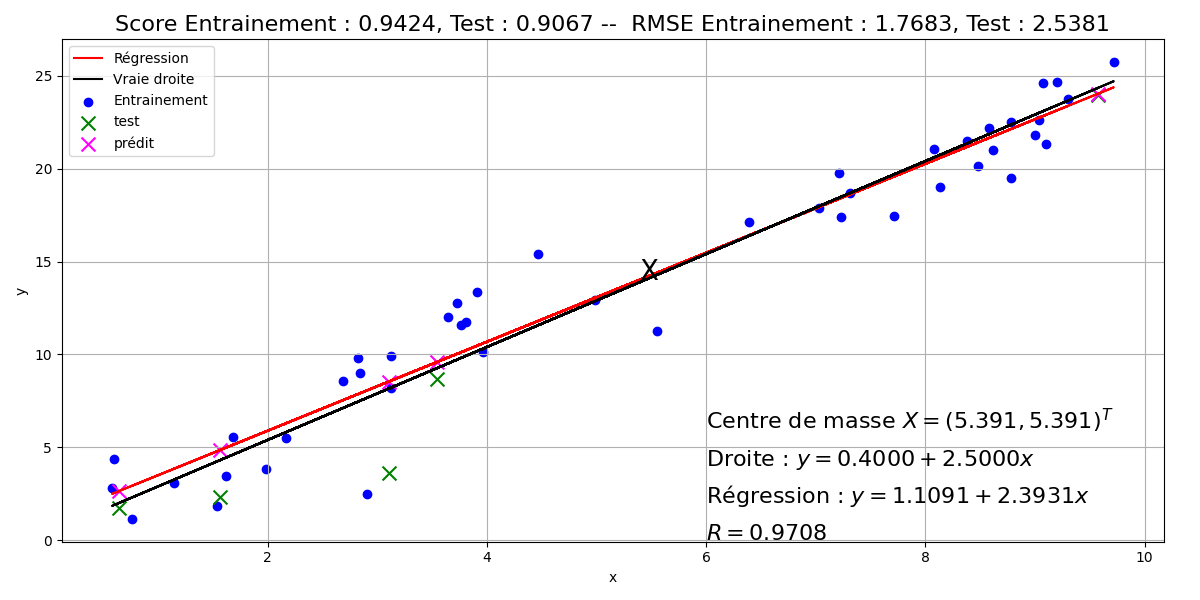 Score Entrainement : 0.9424, Test : 0.9067 --  RMSE Entrainement : 1.7683, Test : 2.5381
Régression
Vraie droite
Entrainement
test
prédit
25
20
15
10
5
0
y
X
Centre de masse X = (5.391, 5.391)^T
Droite : y = 0.4000 + 2.5000x
Régression : y = 1.1091 + 2.3931x
R = 0.9708
2 4 6 8 10
x